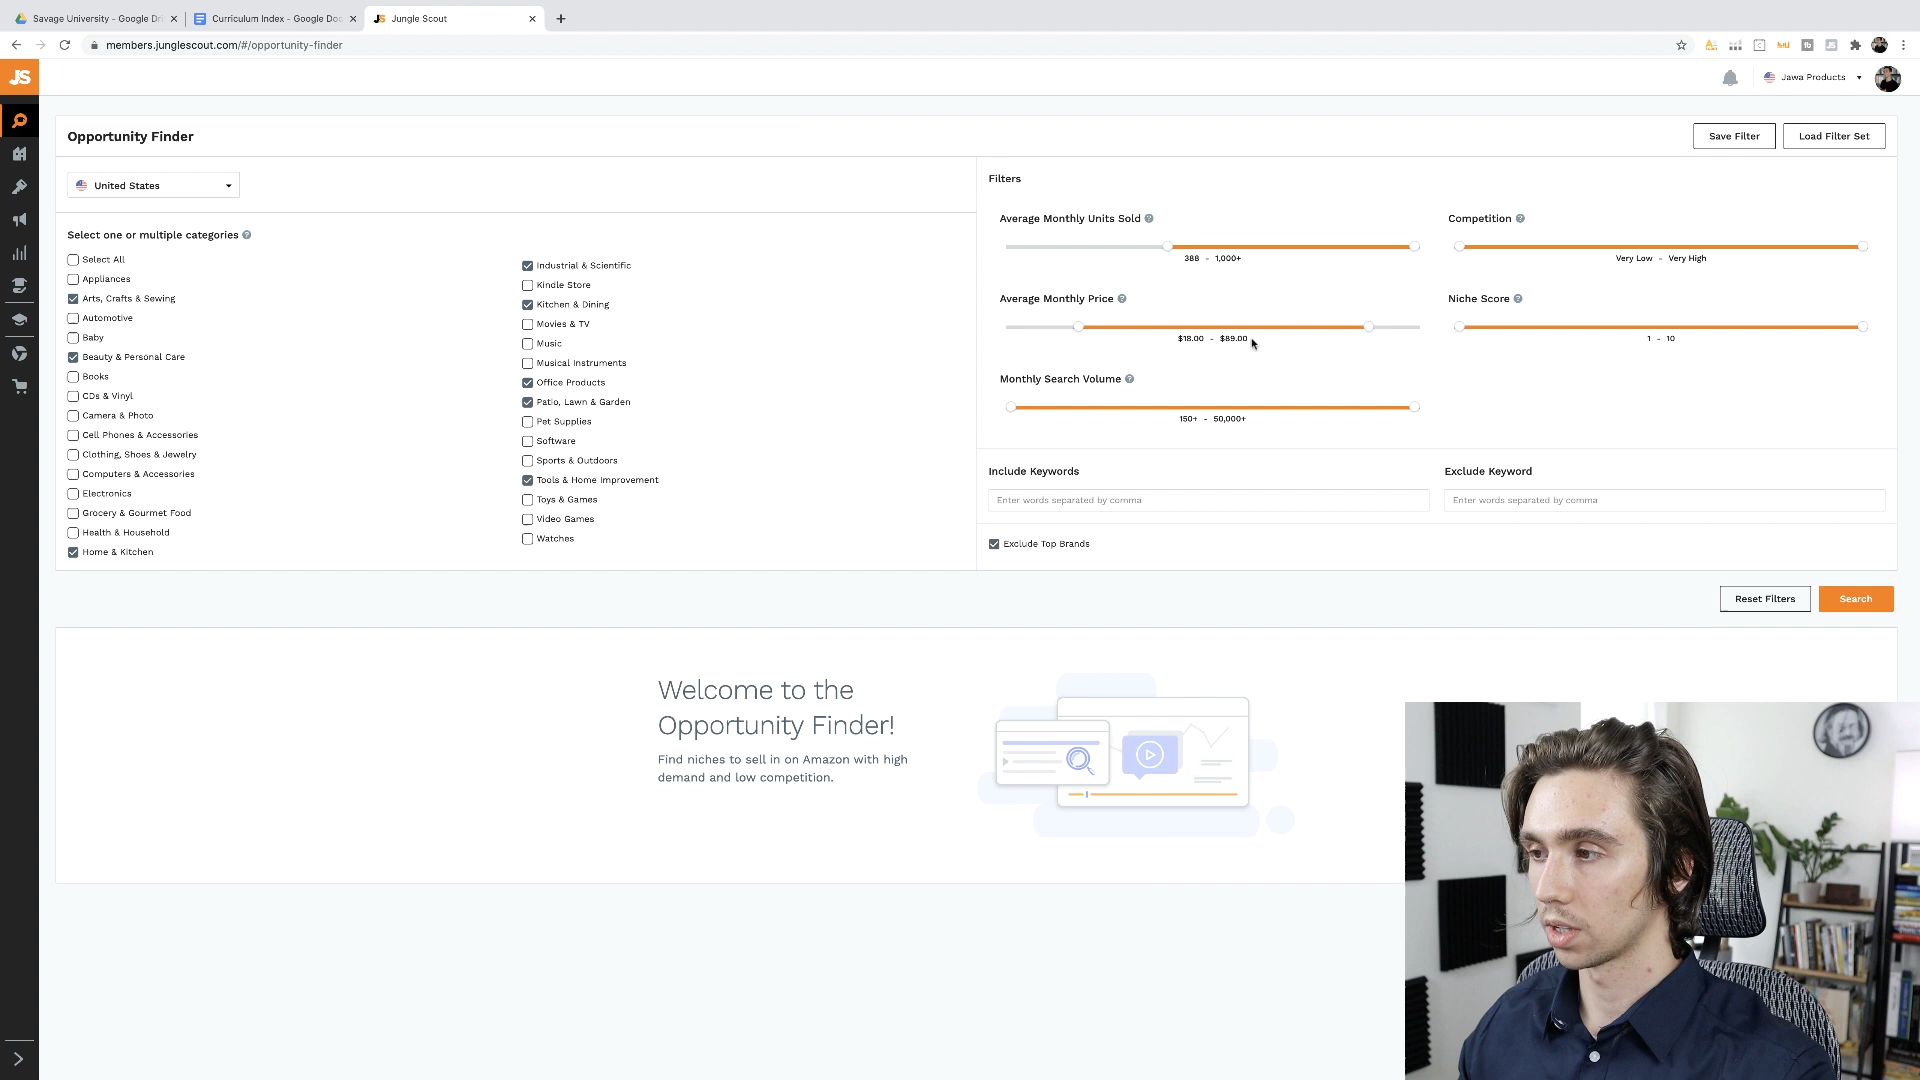 Savage University - Google Dri
Curriculum Index - Google Doc
JS Jungle Scout
members.junglescout.com/#/opportunity-finder
JS
Jawa Products
Opportunity Finder
Save Filter
Load Filter Set
United States
Select one or multiple categories
Select All
Appliances
Arts, Crafts & Sewing
Automotive
Baby
Beauty & Personal Care
Books
CDs & Vinyl
Camera & Photo
Cell Phones & Accessories
Clothing, Shoes & Jewelry
Computers & Accessories
Electronics
Grocery & Gourmet Food
Health & Household
Home & Kitchen
Industrial & Scientific
Kindle Store
Kitchen & Dining
Movies & TV
Music
Musical Instruments
Office Products
Patio, Lawn & Garden
Pet Supplies
Software
Sports & Outdoors
Tools & Home Improvement
Toys & Games
Video Games
Watches
Filters
Average Monthly Units Sold
388 - 1,000+
Competition
Very Low - Very High
Average Monthly Price
$18.00 - $89.00
Niche Score
1 - 10
Monthly Search Volume
150+ - 50,000+
Include Keywords
Enter words separated by comma
Exclude Keyword
Enter words separated by comma
Exclude Top Brands
Reset Filters
Search
Welcome to the
Opportunity Finder!
Find niches to sell in on Amazon with high
demand and low competition.